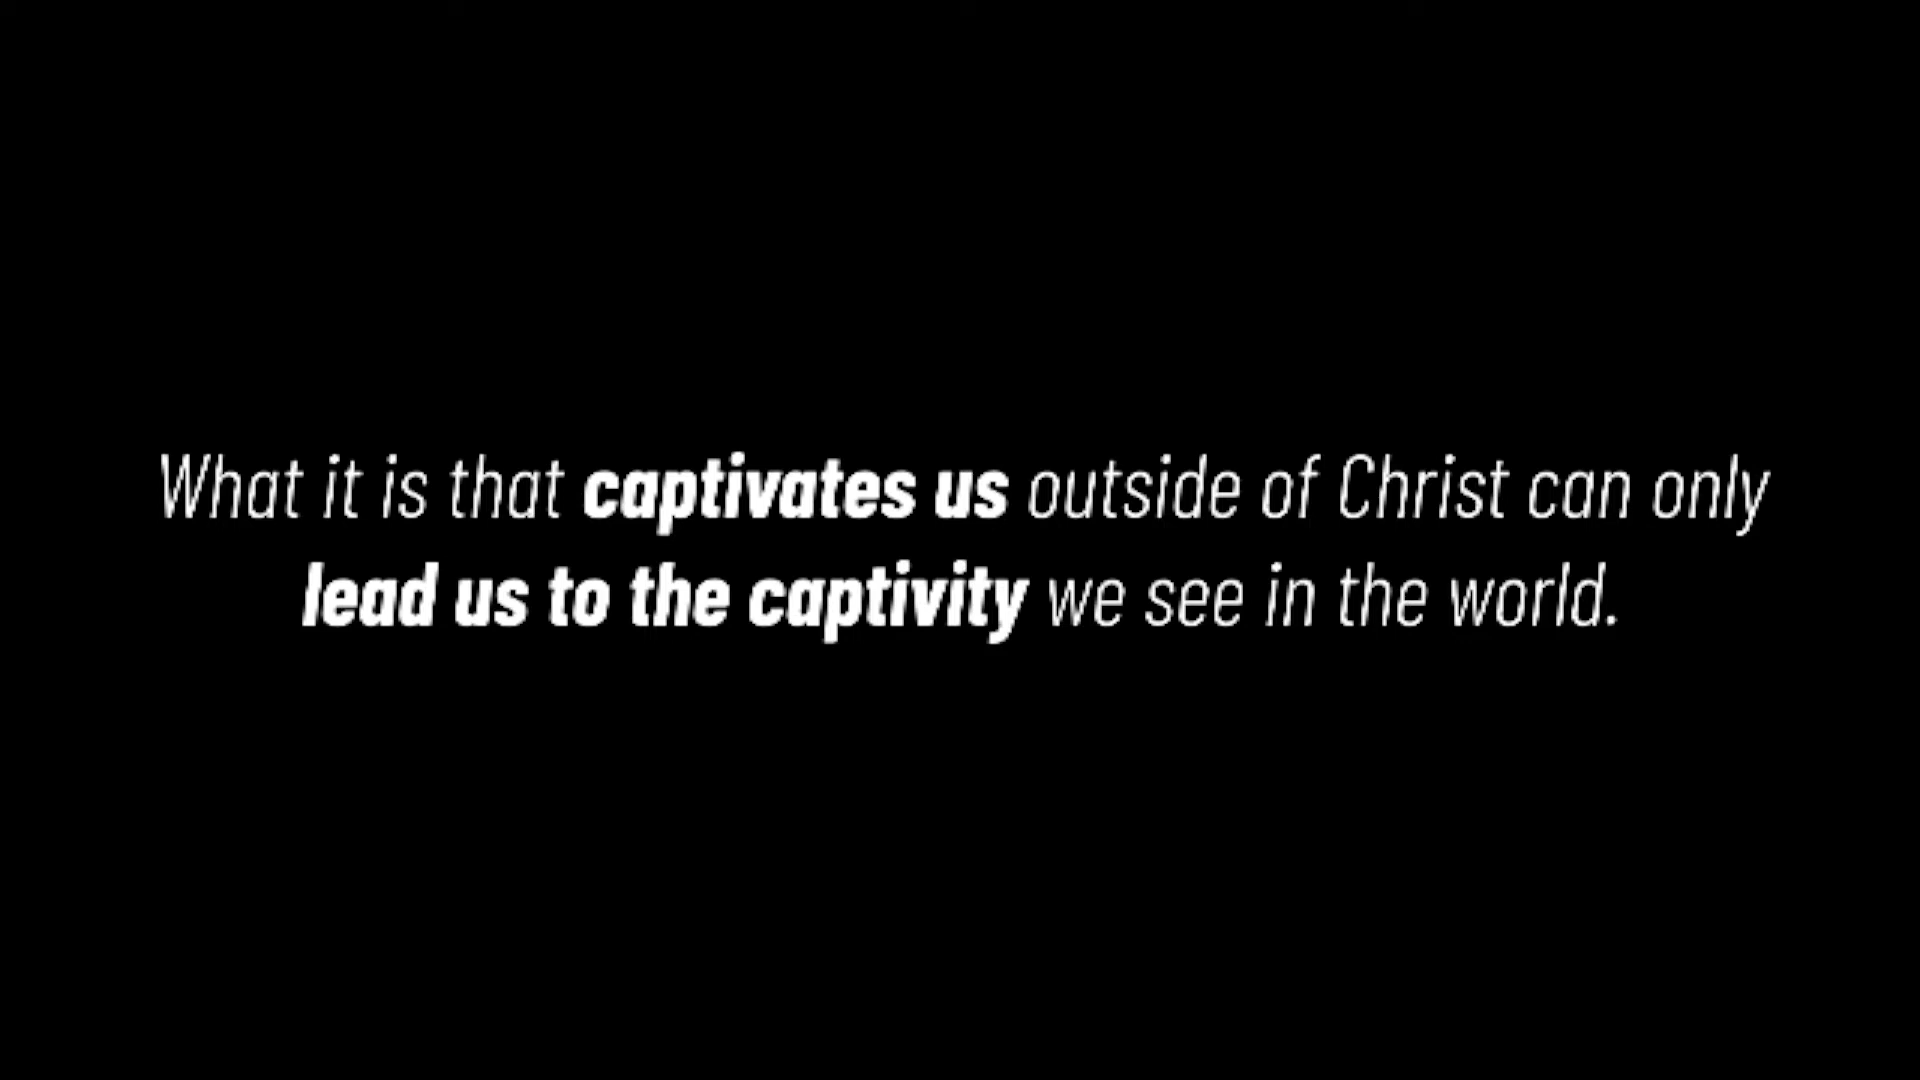 What it is that captivates us outside of Christ can only
lead us to the captivity we see in the world.